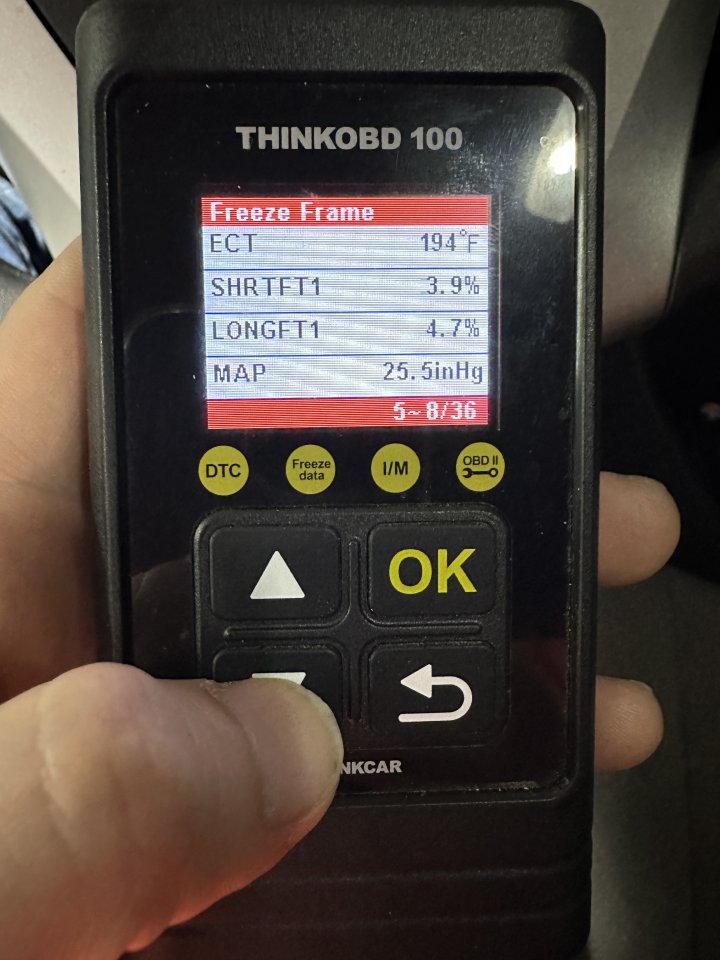 THINKOBD 100
Freeze Frame
ECT 194°F
SHRTFT1 3.9%
LONGFT1 4.7%
MAP 25.5inHg
5~8/36
DTC
Freeze
data
I/M
OBD II
OK
NKCAR